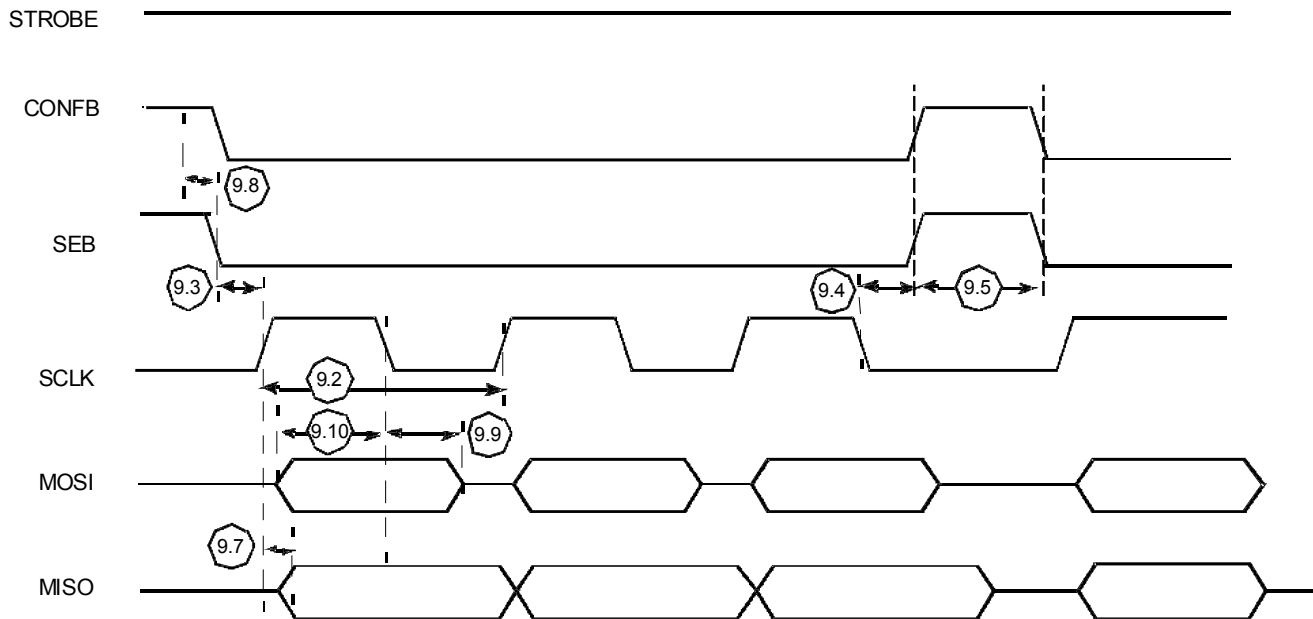 STROBE
CONFB
9.8
SEB
9.3
9.4
9.5
SCLK
9.2
9.10
9.9
MOSI
9.7
MISO